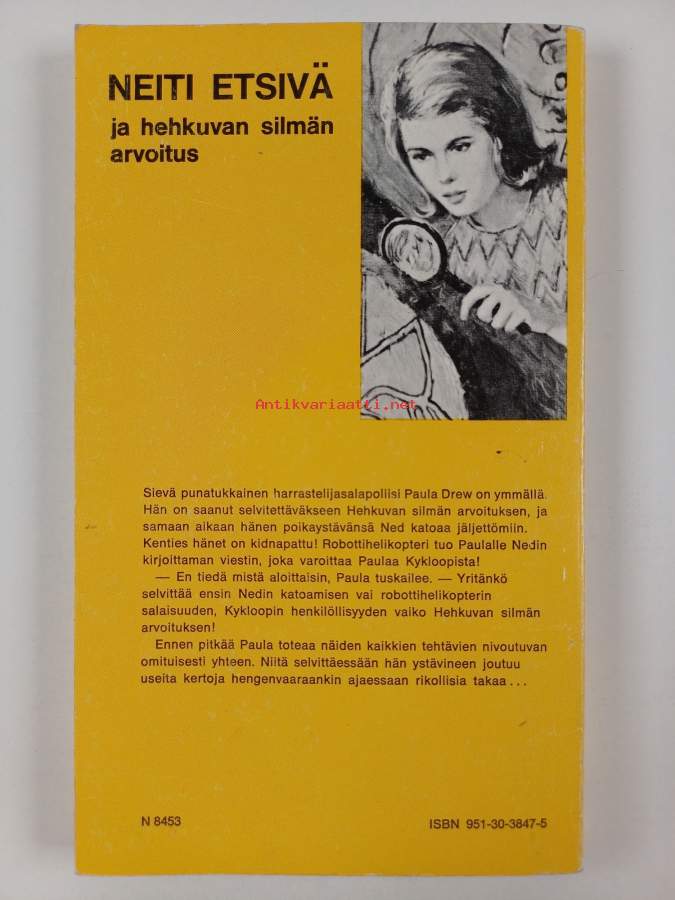 NEITI ETSIVÄ
ja hehkuvan silmän
arvoitus
Antikvariaatti.net
Sievä punatukkainen harrastelijasalapoliisi Paula Drew on ymmällä.
Hän on saanut selvitettäväkseen Hehkuvan silmän arvoituksen, ja
samaan aikaan hänen poikaystävänsä Ned katoaa jäljettömiin.
Kenties hänet on kidnapattu! Robottihelikopteri tuo Paulalle Nedin
kirjoittaman viestin, joka varoittaa Paulaa Kykloopista!
— En tiedä mistä aloittaisin, Paula tuskailee. — Yritänkö
selvittää ensin Nedin katoamisen vai robottihelikopterin
salaisuuden, Kykloopin henkilöllisyyden vaiko Hehkuvan silmän
arvoituksen!
Ennen pitkää Paula toteaa näiden kaikkien tehtävien nivoutuvan
omituisesti yhteen. Niitä selvittäessään hän ystävineen joutuu
useita kertoja hengenvaaraankin ajaessaan rikollisia takaa...
N 8453
ISBN 951-30-3847-5